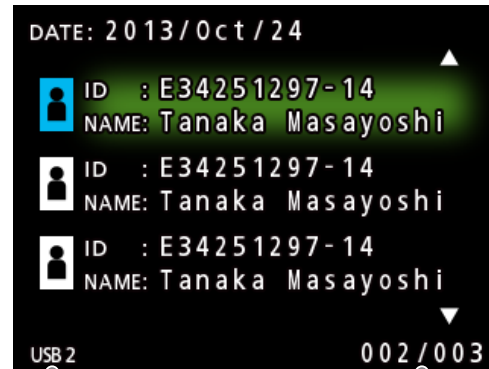 DATE: 2013/Oct/24
ID : E34251297-14
NAME: Tanaka Masayoshi
ID : E34251297-14
NAME: Tanaka Masayoshi
ID : E34251297-14
NAME: Tanaka Masayoshi
USB 2 002/003